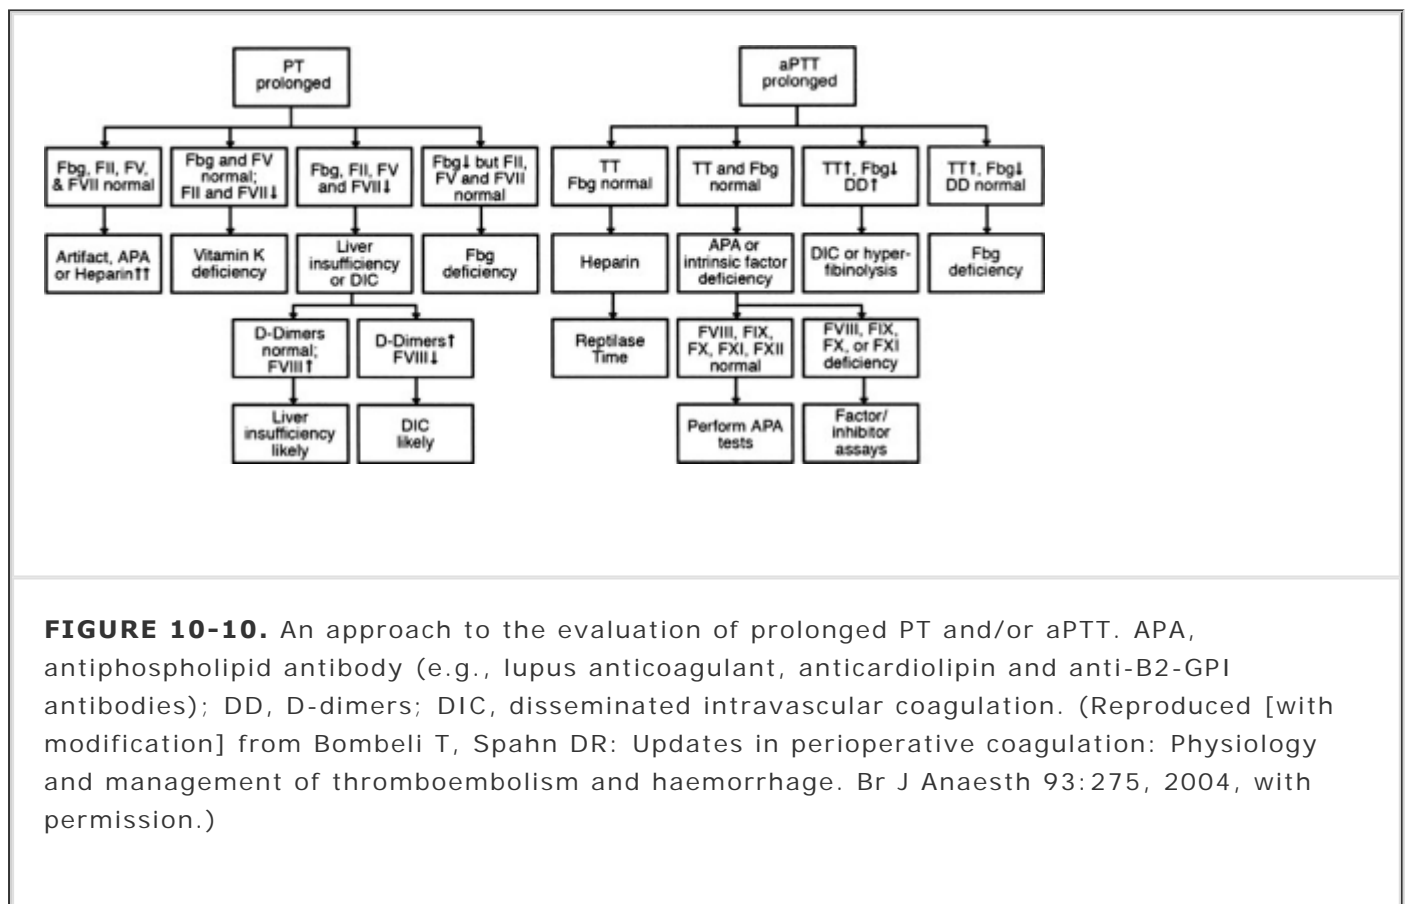 PT
prolonged
Fbg, FII, FV,
& FVII normal
Fbg and FV
normal;
FII and FVII↓
Fbg, FII, FV
and FVII↓
Fbg↓ but FII,
FV and FVII
normal
Artifact, APA
or Heparin↑↑
Vitamin K
deficiency
Liver
insufficiency
or DIC
Fbg
deficiency
D-Dimers
normal;
FVIII↑
D-Dimers↑
FVIII↓
Liver
insufficiency
likely
DIC
likely
aPTT
prolonged
TT
Fbg normal
TT and Fbg
normal
TT↑, Fbg↓
DD↑
TT↑, Fbg↓
DD normal
Heparin
APA or
intrinsic factor
deficiency
DIC or hyper-
fibinolysis
Fbg
deficiency
Reptilase
Time
FVIII, FIX,
FX, FXI, FXII
normal
FVIII, FIX,
FX, or FXI
deficiency
Perform APA
tests
Factor/
inhibitor
assays
FIGURE 10-10. An approach to the evaluation of prolonged PT and/or aPTT. APA,
antiphospholipid antibody (e.g., lupus anticoagulant, anticardiolipin and anti-B2-GPI
antibodies); DD, D-dimers; DIC, disseminated intravascular coagulation. (Reproduced [with
modification] from Bombeli T, Spahn DR: Updates in perioperative coagulation: Physiology
and management of thromboembolism and haemorrhage. Br J Anaesth 93:275, 2004, with
permission.)